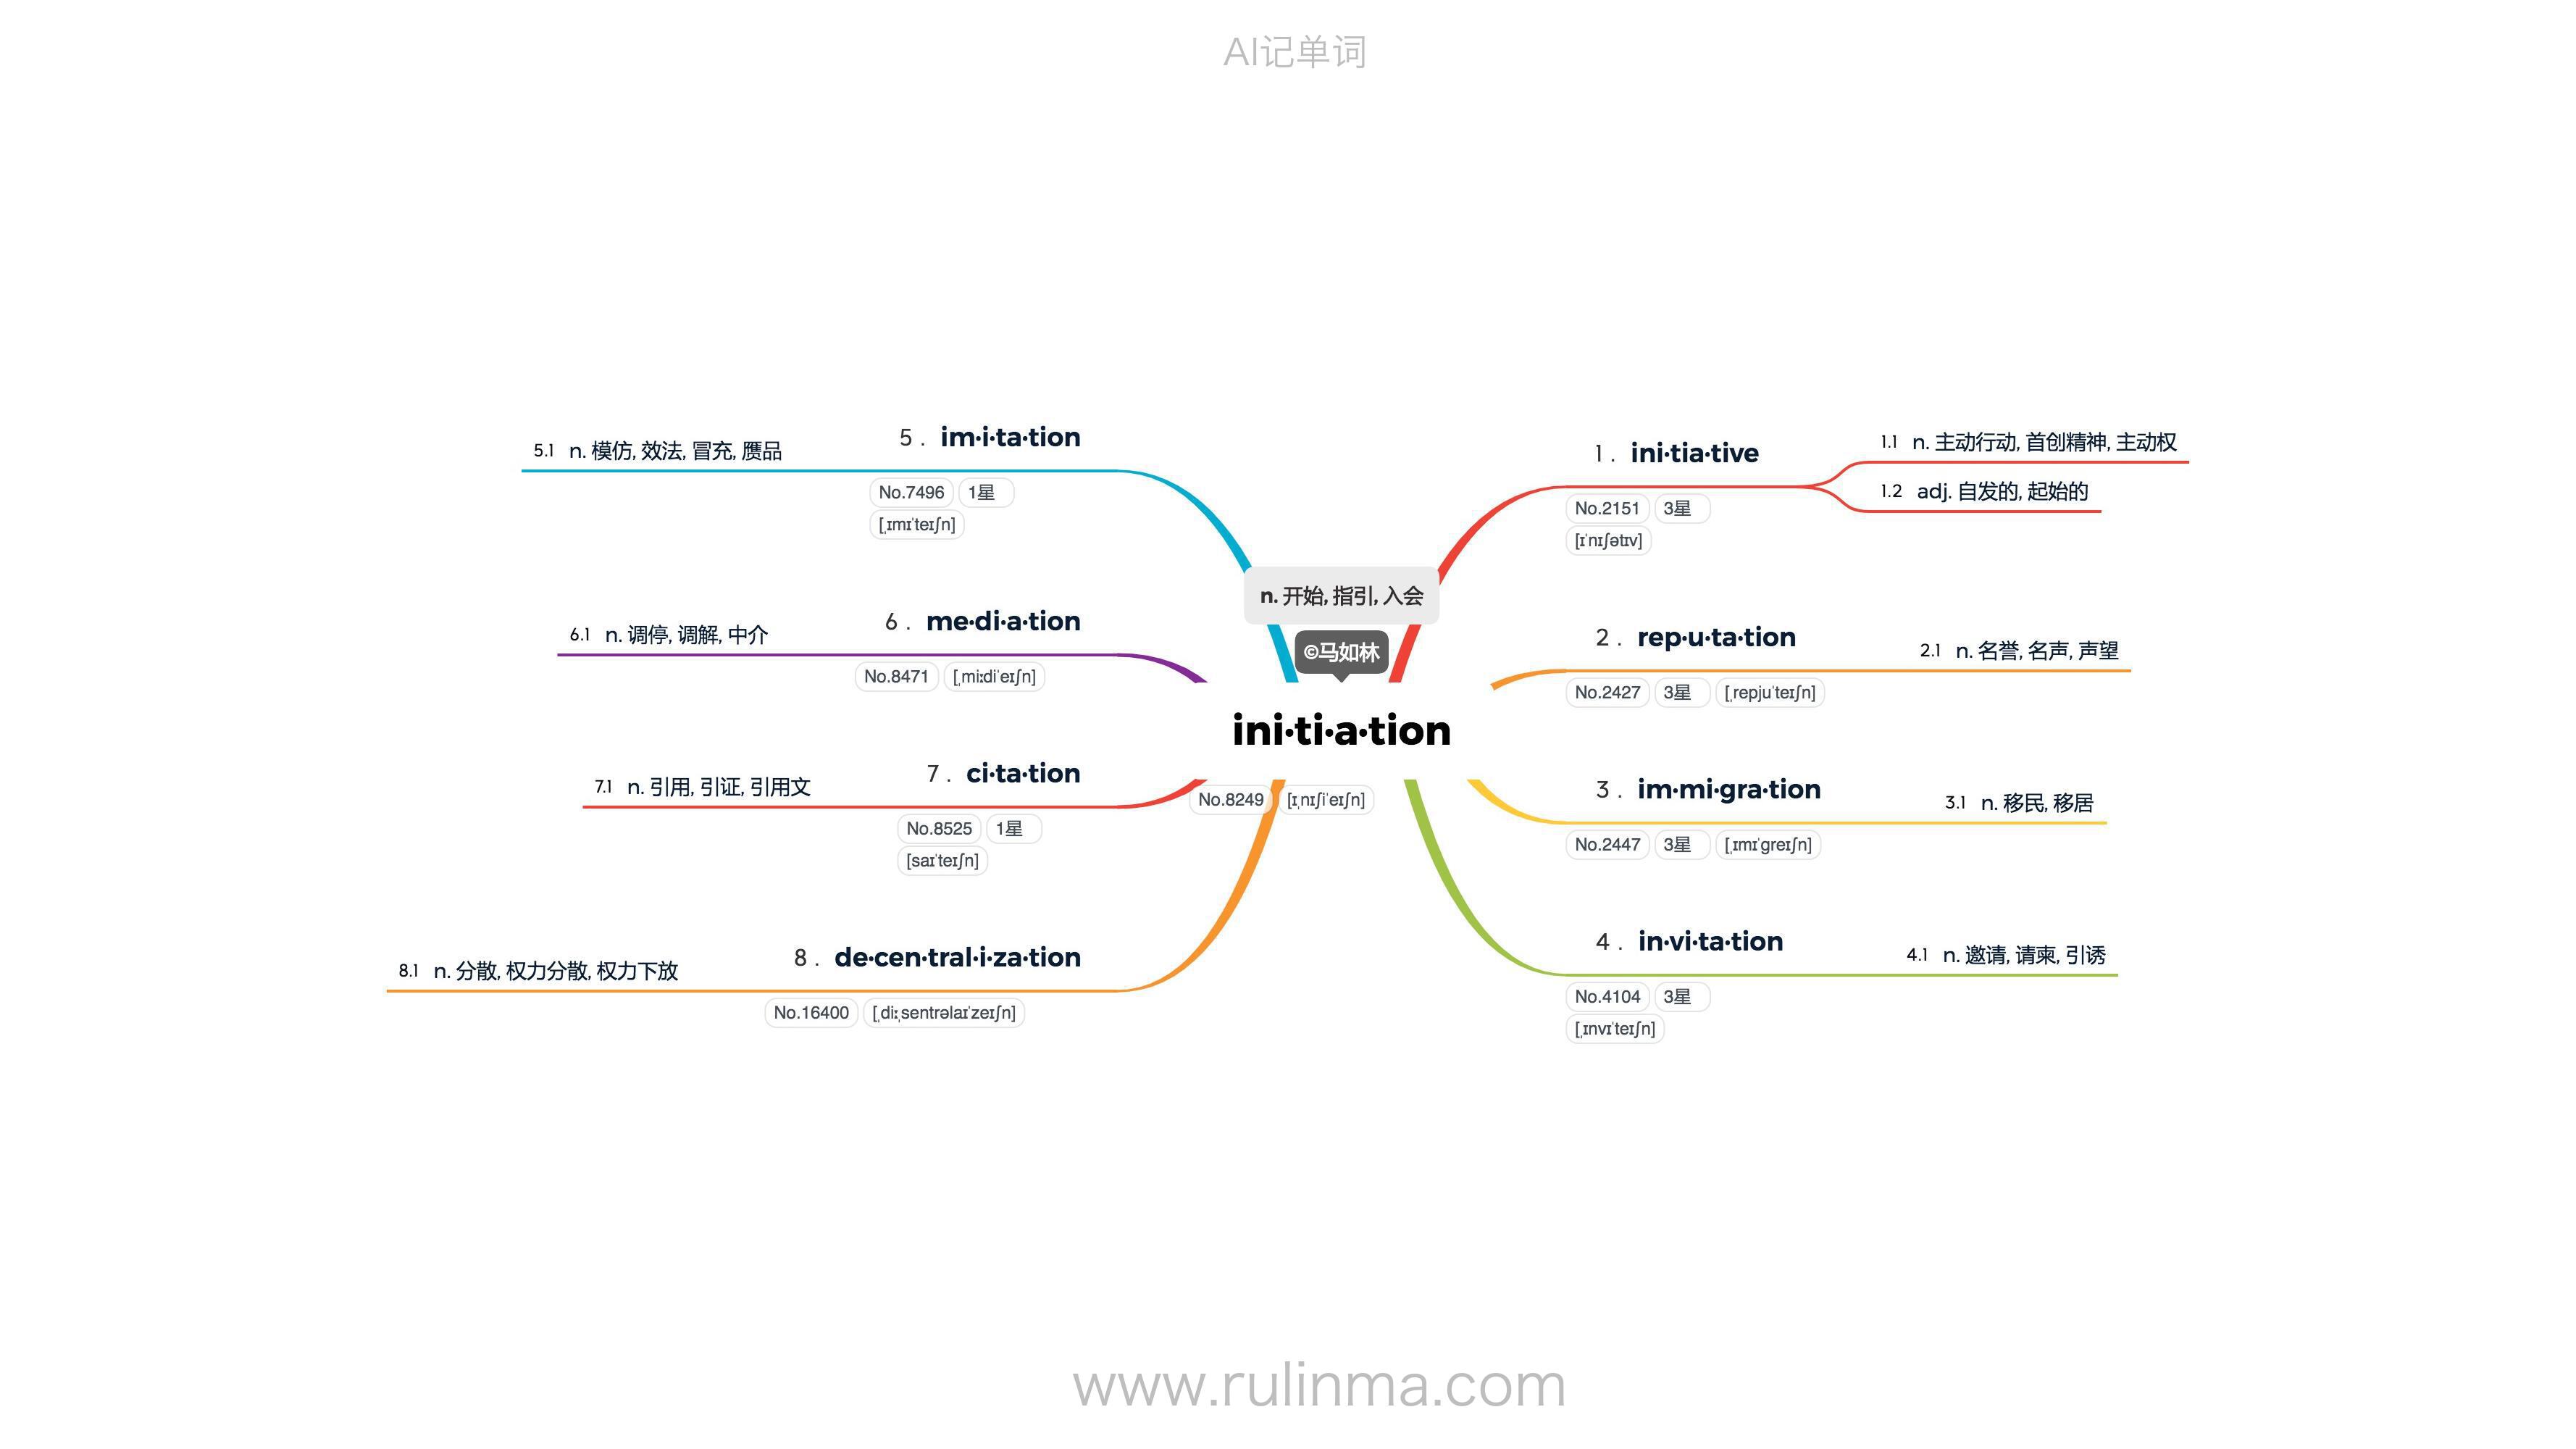 AI记单词
n. 开始, 指引, 入会
©马如林
ini·ti·a·tion
No.8249 [ɪˌnɪʃiˈeɪʃn]
1 . ini·tia·tive
No.2151 3星
[ɪˈnɪʃətɪv]
1.1 n. 主动行动, 首创精神, 主动权
1.2 adj. 自发的, 起始的
2 . rep·u·ta·tion
No.2427 3星 [ˌrepjuˈteɪʃn]
2.1 n. 名誉, 名声, 声望
3 . im·mi·gra·tion
No.2447 3星 [ˌɪmɪˈɡreɪʃn]
3.1 n. 移民, 移居
4 . in·vi·ta·tion
No.4104 3星
[ˌɪnvɪˈteɪʃn]
4.1 n. 邀请, 请柬, 引诱
5 . im·i·ta·tion
No.7496 1星
[ˌɪmɪˈteɪʃn]
5.1 n. 模仿, 效法, 冒充, 赝品
6 . me·di·a·tion
No.8471 [ˌmiːdiˈeɪʃn]
6.1 n. 调停, 调解, 中介
7 . ci·ta·tion
No.8525 1星
[saɪˈteɪʃn]
7.1 n. 引用, 引证, 引用文
8 . de·cen·tral·i·za·tion
No.16400 [ˌdiːˌsentrəlaɪˈzeɪʃn]
8.1 n. 分散, 权力分散, 权力下放
www.rulinma.com